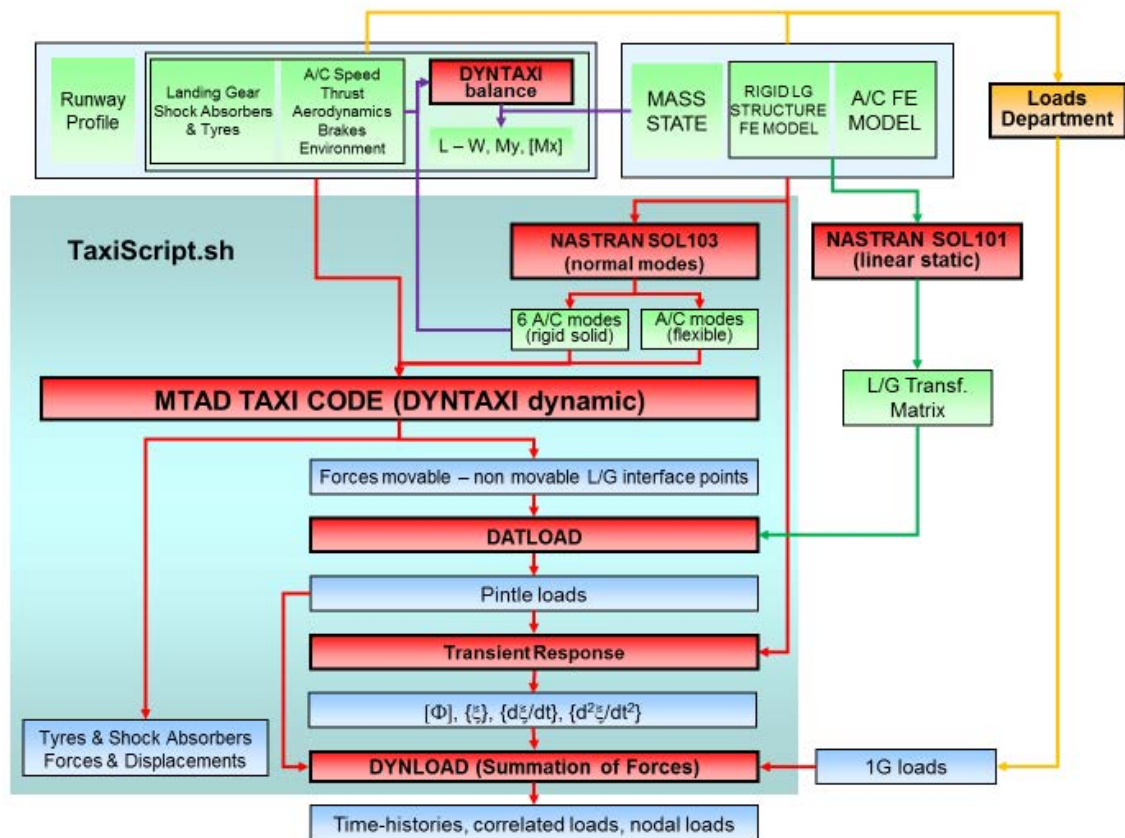 Runway
Profile
Landing Gear
Shock Absorbers
& Tyres
A/C Speed
Thrust
Aerodynamics
Brakes
Environment
DYNTAXI
balance
L – W, My, [Mx]
MASS
STATE
RIGID LG
STRUCTURE
FE MODEL
A/C FE
MODEL
Loads
Department
TaxiScript.sh
NASTRAN SOL103
(normal modes)
NASTRAN SOL101
(linear static)
6 A/C modes
(rigid solid)
A/C modes
(flexible)
MTAD TAXI CODE (DYNTAXI dynamic)
L/G Transf.
Matrix
Forces movable – non movable L/G interface points
DATLOAD
Pintle loads
Transient Response
[Φ], {ξ}, {dξ/dt}, {d²ξ/dt²}
Tyres & Shock Absorbers
Forces & Displacements
DYNLOAD (Summation of Forces)
1G loads
Time-histories, correlated loads, nodal loads